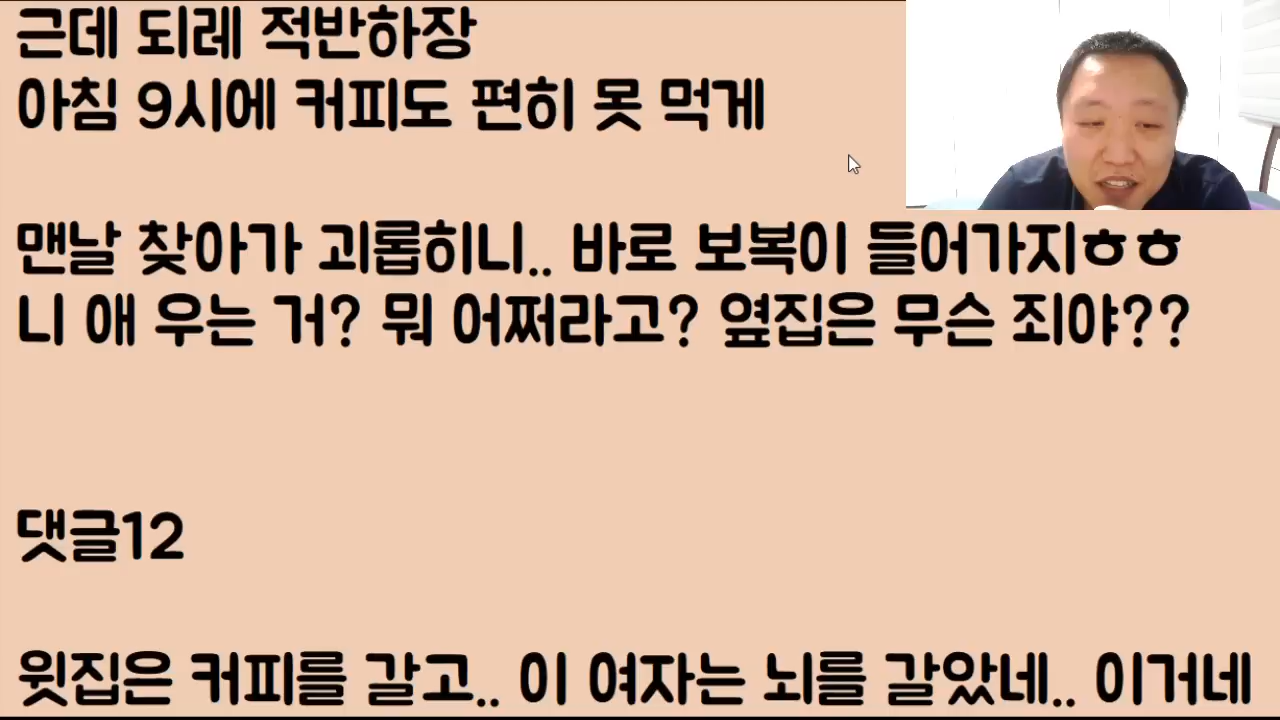 근데 되레 적반하장
아침 9시에 커피도 편히 못 먹게
맨날 찾아가 괴롭히니.. 바로 보복이 들어가지ㅎㅎ
니 애 우는 거? 뭐 어쩌라고? 옆집은 무슨 죄야??
댓글12
윗집은 커피를 갈고.. 이 여자는 뇌를 갈았네.. 이거네